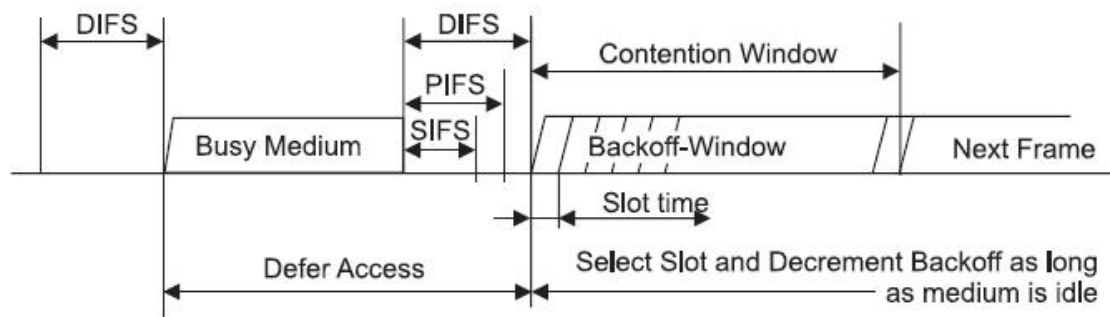 DIFS
DIFS
Contention Window
PIFS
SIFS
Busy Medium
Backoff-Window
Next Frame
Slot time
Defer Access
Select Slot and Decrement Backoff as long
as medium is idle